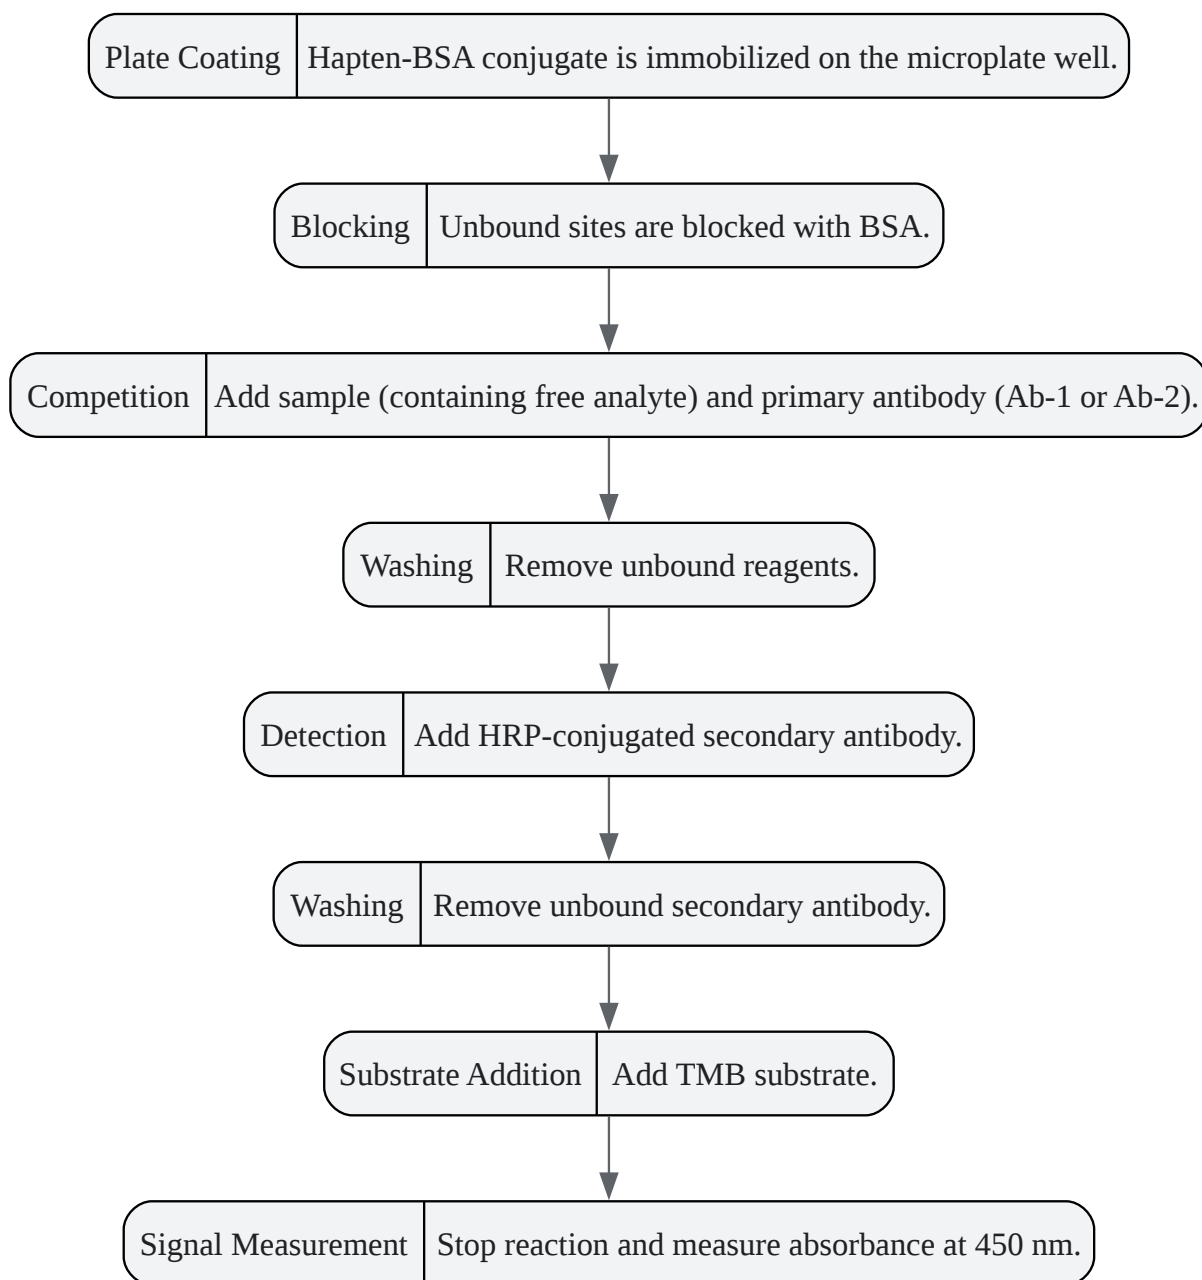 Plate Coating Hapten-BSA conjugate is immobilized on the microplate well.
Blocking Unbound sites are blocked with BSA.
Competition Add sample (containing free analyte) and primary antibody (Ab-1 or Ab-2).
Washing Remove unbound reagents.
Detection Add HRP-conjugated secondary antibody.
Washing Remove unbound secondary antibody.
Substrate Addition Add TMB substrate.
Signal Measurement Stop reaction and measure absorbance at 450 nm.